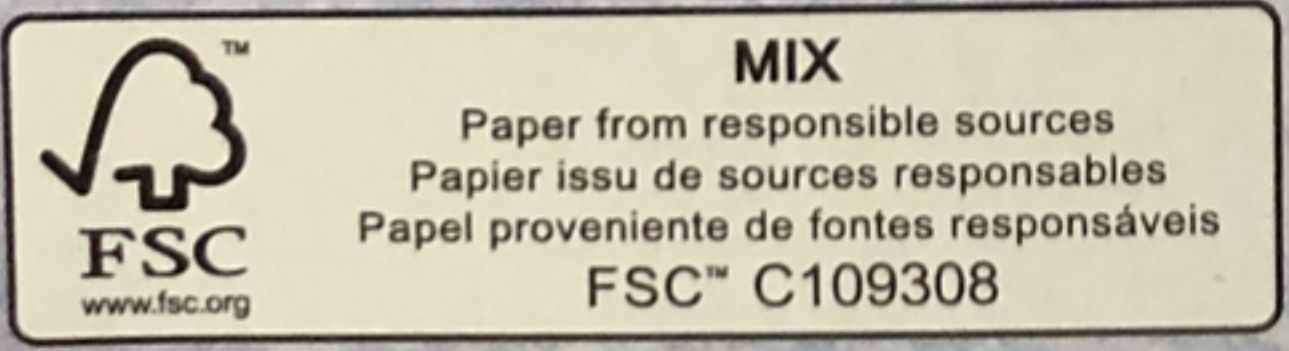 ™
FSC
www.fsc.org
MIX
Paper from responsible sources
Papier issu de sources responsables
Papel proveniente de fontes responsáveis
FSC™ C109308